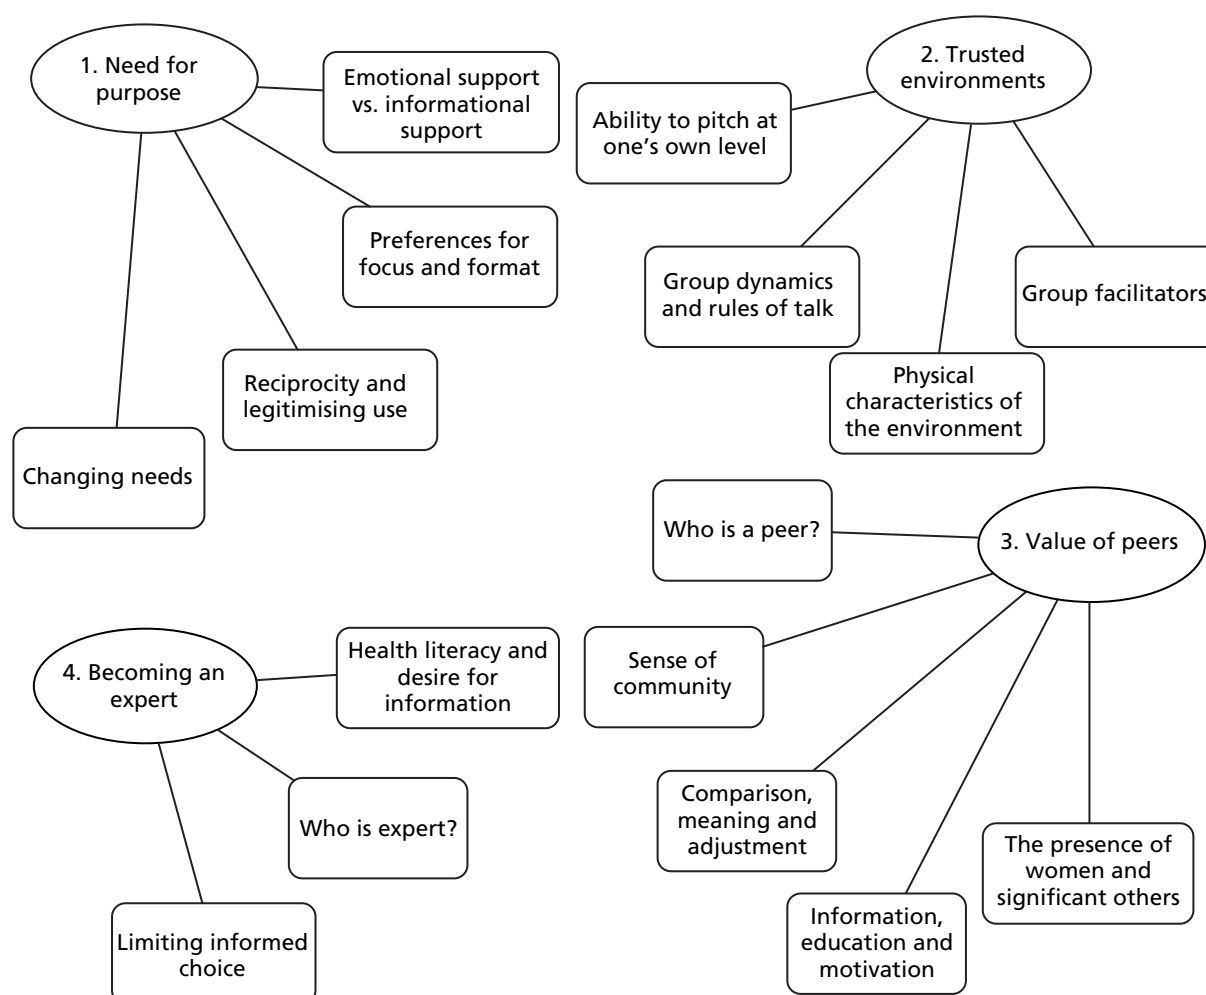 1. Need for
purpose
Emotional support
vs. informational
support
Preferences for
focus and format
Reciprocity and
legitimising use
Changing needs
2. Trusted
environments
Ability to pitch at
one’s own level
Group dynamics
and rules of talk
Physical
characteristics of
the environment
Group facilitators
3. Value of peers
Who is a peer?
Sense of
community
Comparison,
meaning and
adjustment
Information,
education and
motivation
The presence of
women and
significant others
4. Becoming an
expert
Health literacy and
desire for
information
Who is expert?
Limiting informed
choice